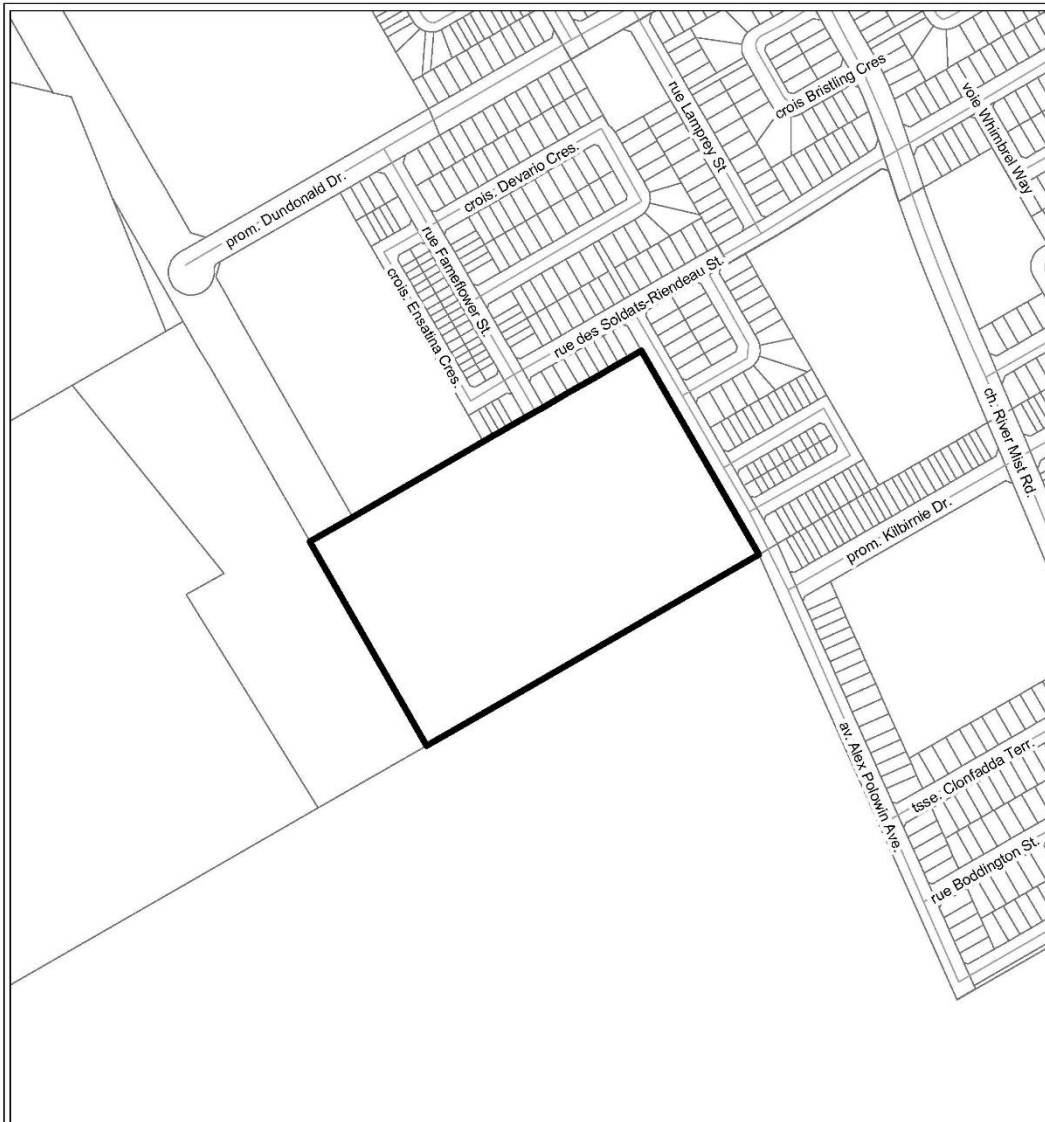 rue Lamprey St
crois Bristling Cres
voie Whimbrel Way
prom. Dundonald Dr.
crois. Devario Cres.
rue Fameflower St.
crois. Ensatina Cres.
rue des Soldats-Riendeau St.
ch. River Mist Rd.
prom. Kilbirnie Dr.
av. Alex Polowin Ave.
tsse. Clonfadda Terr.
rue Boddington St.